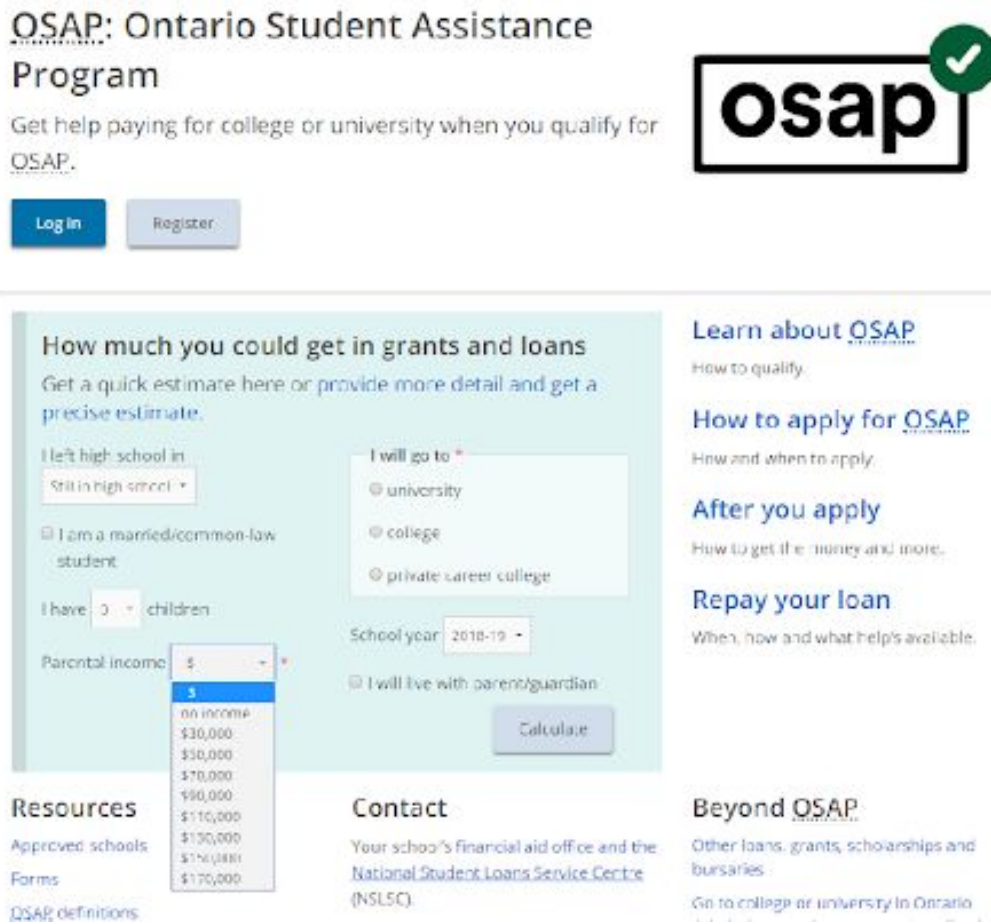 OSAP: Ontario Student Assistance
Program
Get help paying for college or university when you qualify for
OSAP.
Log in
Register
osap
How much you could get in grants and loans
Get a quick estimate here or provide more detail and get a
precise estimate.
I left high school in
Still in high school
I am a married/common-law
student
I have 0 children
Parental income $ *
$
no income
$30,000
$50,000
$70,000
$90,000
$110,000
$130,000
$150,000
$170,000
I will go to *
university
college
private career college
School year 2018-19
I will live with parent/guardian
Calculate
Learn about OSAP
How to qualify.
How to apply for OSAP
How and when to apply.
After you apply
How to get the money and more.
Repay your loan
When, how and what help's available.
Resources
Approved schools
Forms
OSAP definitions
Contact
Your school's financial aid office and the
National Student Loans Service Centre
(NSLSC).
Beyond OSAP
Other loans, grants, scholarships and
bursaries
Go to college or university in Ontario